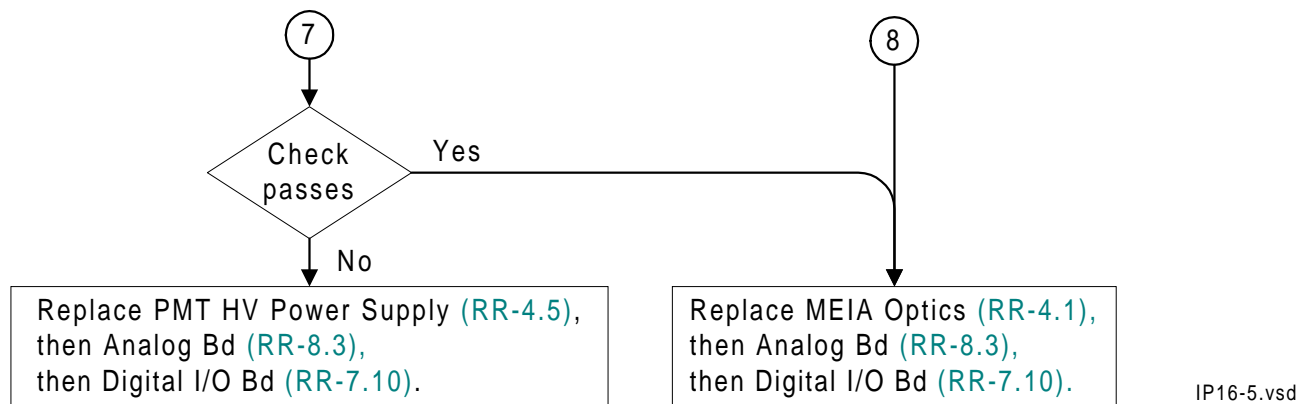 7
8
Check
passes
Yes
No
Replace PMT HV Power Supply (RR-4.5),
then Analog Bd (RR-8.3),
then Digital I/O Bd (RR-7.10).
Replace MEIA Optics (RR-4.1),
then Analog Bd (RR-8.3),
then Digital I/O Bd (RR-7.10).
IP16-5.vsd